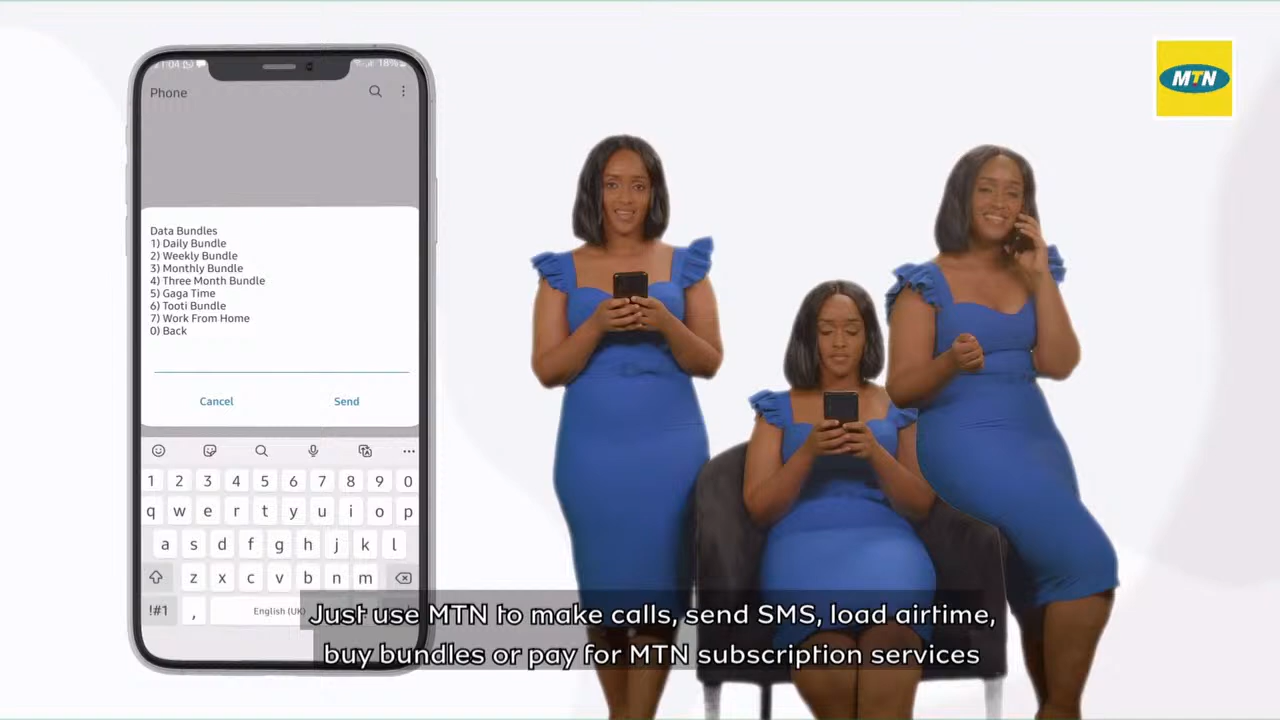 1:04
18%
Phone
MTN
Data Bundles
1) Daily Bundle
2) Weekly Bundle
3) Monthly Bundle
4) Three Month Bundle
5) Gaga Time
6) Tooti Bundle
7) Work From Home
0) Back
Cancel
Send
1 2 3 4 5 6 7 8 9 0
q w e r t y u i o p
a s d f g h j k l
z x c v b n m
!#1 , English (UK)
Just use MTN to make calls, send SMS, load airtime,
buy bundles or pay for MTN subscription services